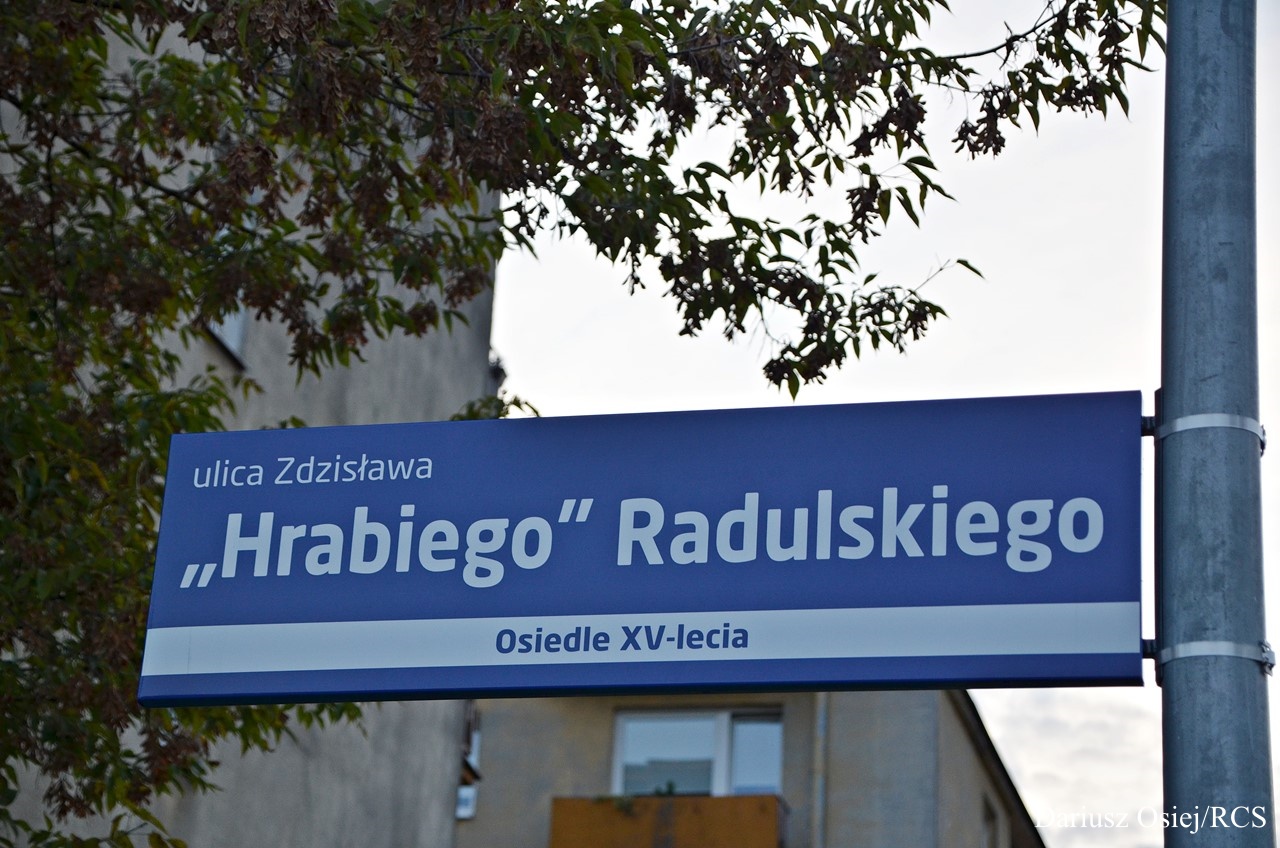 ulica Zdzisława
„Hrabiego” Radulskiego
Osiedle XV-lecia
Dariusz Osiej/RCS